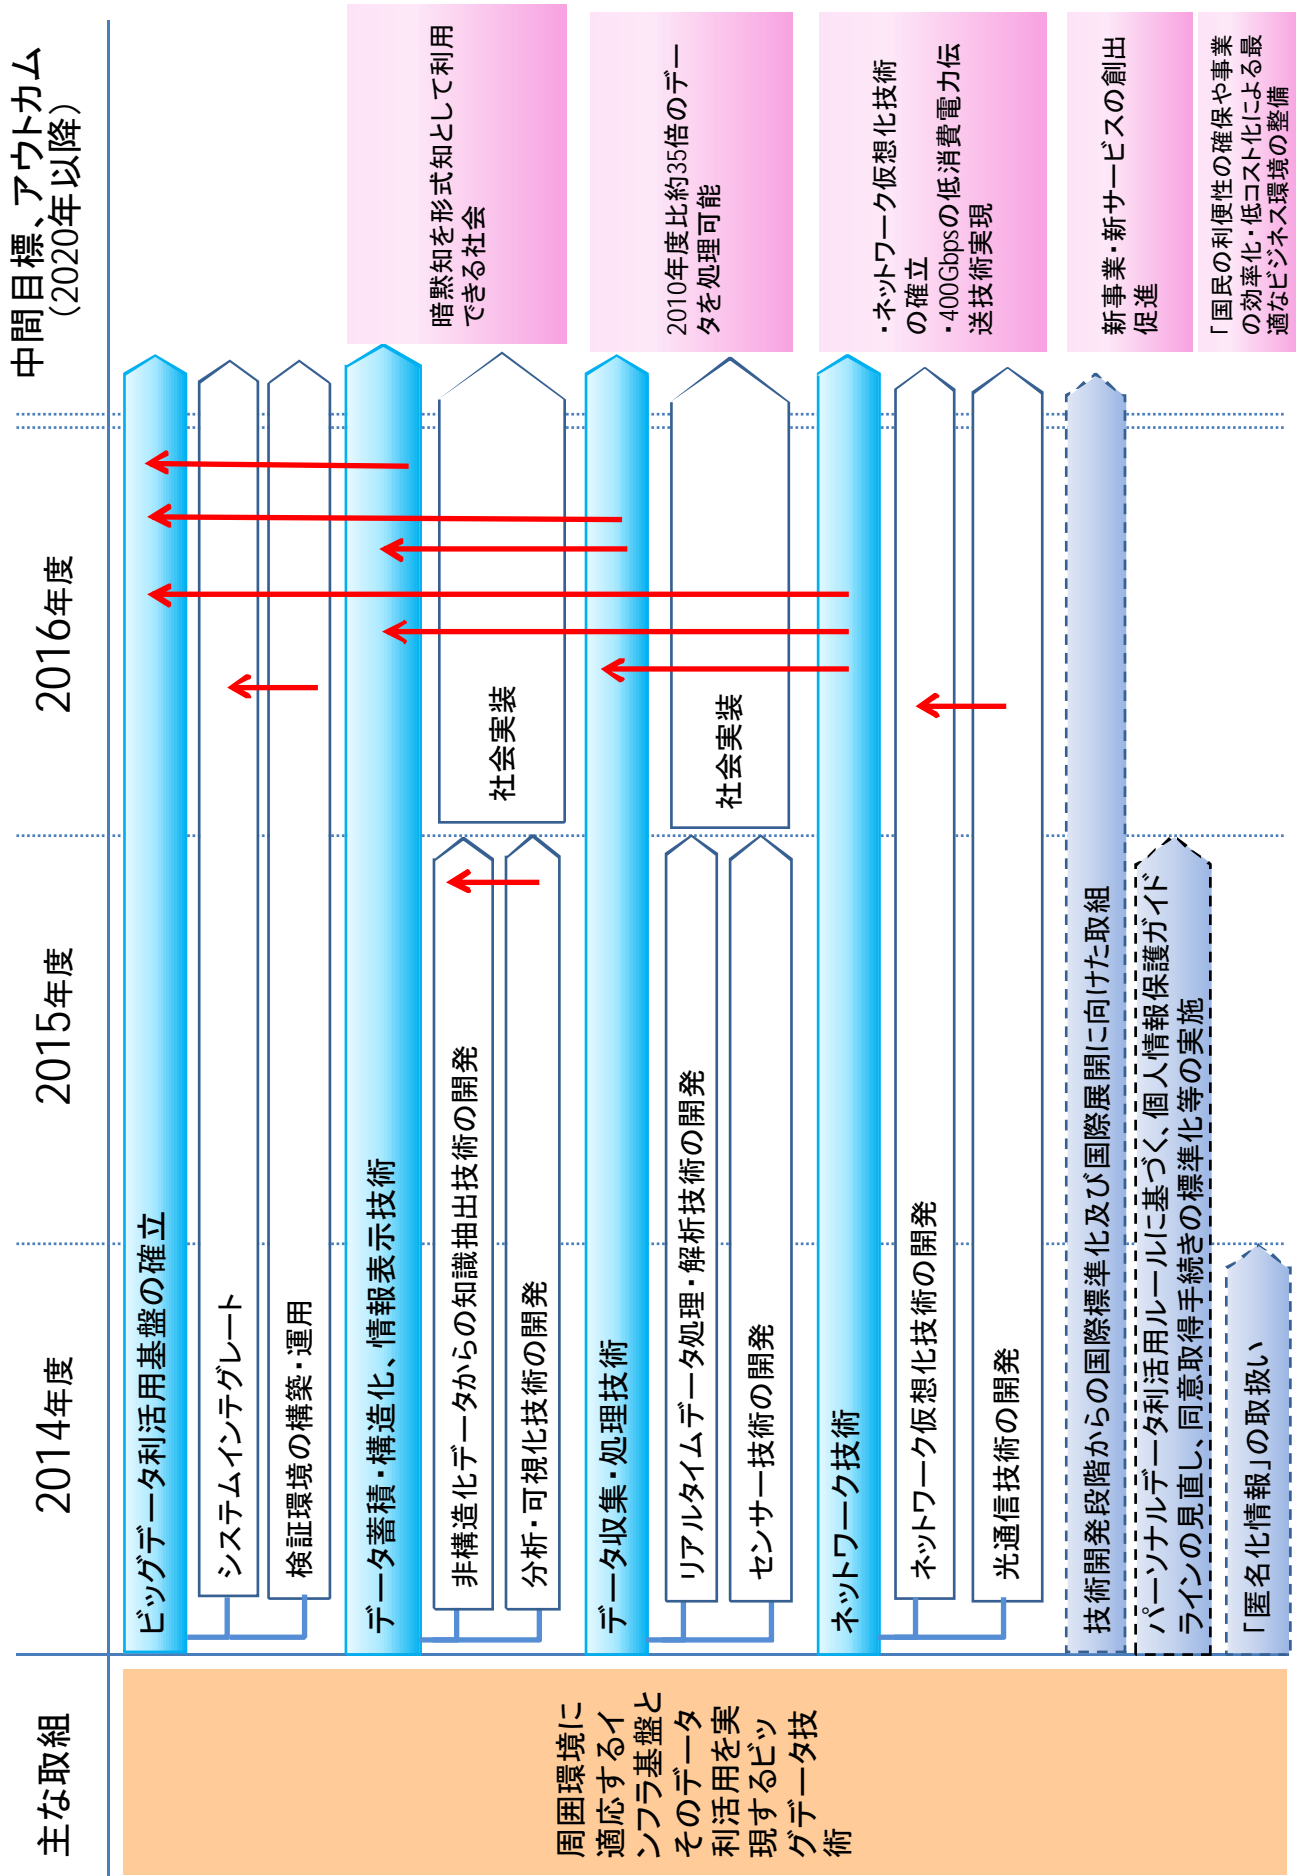 主な取組
2014年度
2015年度
2016年度
中間目標、アウトカム
（2020年以降）
周囲環境に
適応するイ
ンフラ基盤と
そのデータ
利活用を実
現するビッ
グデータ技
術
ビッグデータ利活用基盤の確立
システムインテグレート
検証環境の構築・運用
データ蓄積・構造化、情報表示技術
非構造化データからの知識抽出技術の開発
分析・可視化技術の開発
社会実装
暗黙知を形式知として利用
できる社会
データ収集・処理技術
リアルタイムデータ処理・解析技術の開発
センサー技術の開発
社会実装
2010年度比約35倍のデー
タを処理可能
ネットワーク技術
ネットワーク仮想化技術の開発
光通信技術の開発
・ネットワーク仮想化技術
の確立
・400Gbpsの低消費電力伝
送技術実現
技術開発段階からの国際標準化及び国際展開に向けた取組
新事業・新サービスの創出
促進
パーソナルデータ利活用ルールに基づく、個人情報保護ガイド
ラインの見直し、同意取得手続きの標準化等の実施
「匿名化情報」の取扱い
「国民の利便性の確保や事業
の効率化・低コスト化による最
適なビジネス環境の整備